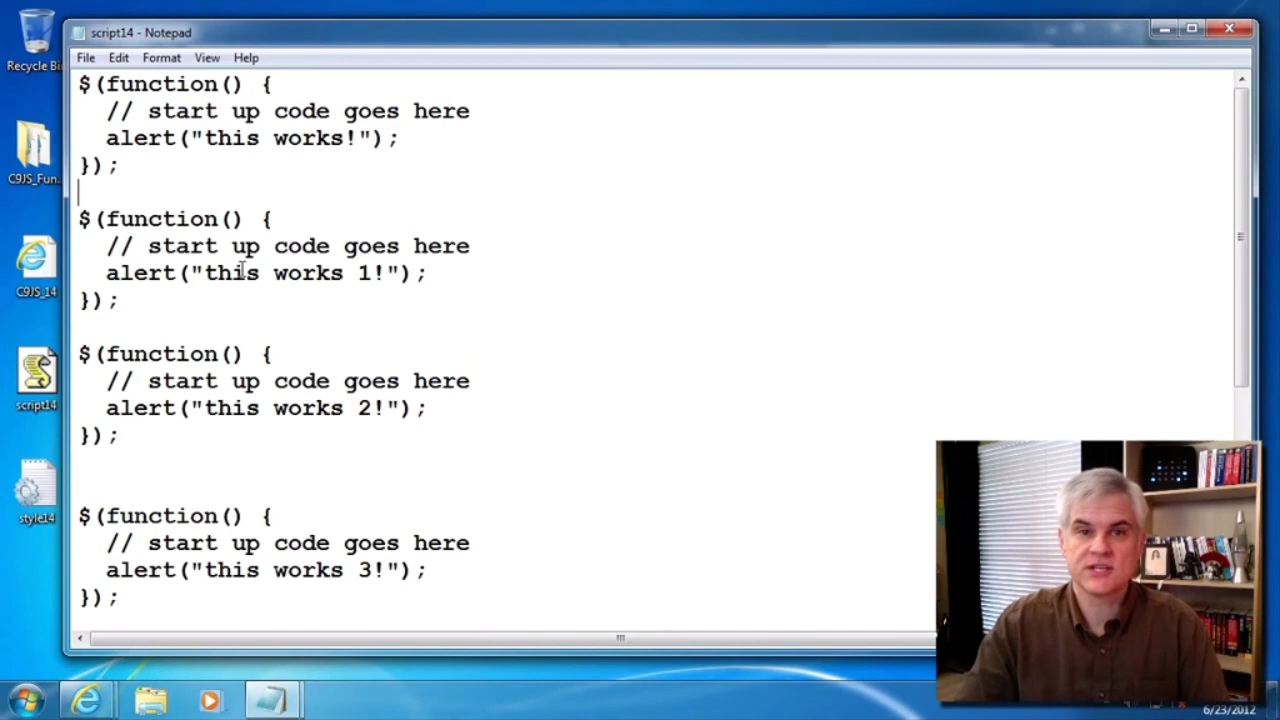 script14 - Notepad
File Edit Format View Help
$(function() {
// start up code goes here
alert("this works!");
});
$(function() {
// start up code goes here
alert("this works 1!");
});
$(function() {
// start up code goes here
alert("this works 2!");
});
$(function() {
// start up code goes here
alert("this works 3!");
});
Recycle Bi
C9JS_Fun...
C9JS_14
script14
style14
6/23/2012